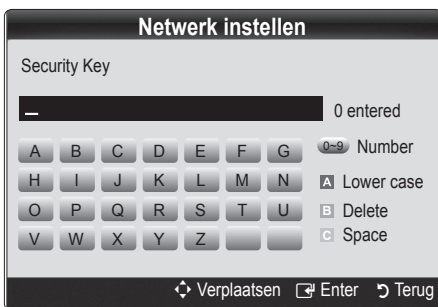 Netwerk instellen
Security Key
_ 0 entered
A B C D E F G 0~9 Number
H I J K L M N A Lower case
O P Q R S T U B Delete
V W X Y Z C Space
Verplaatsen Enter Terug